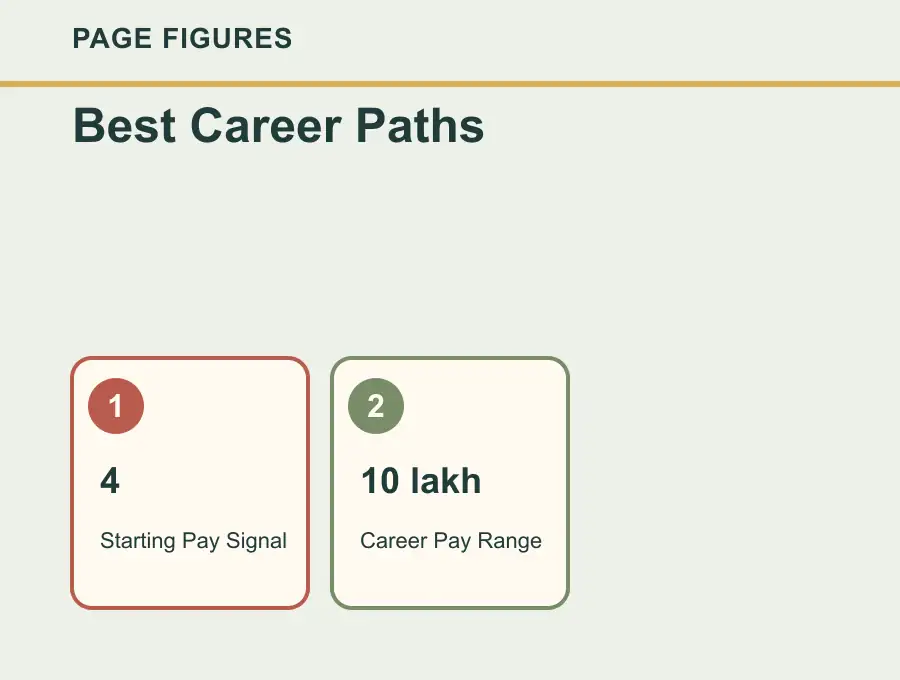 PAGE FIGURES
Best Career Paths
1
4
Starting Pay Signal
2
10 lakh
Career Pay Range